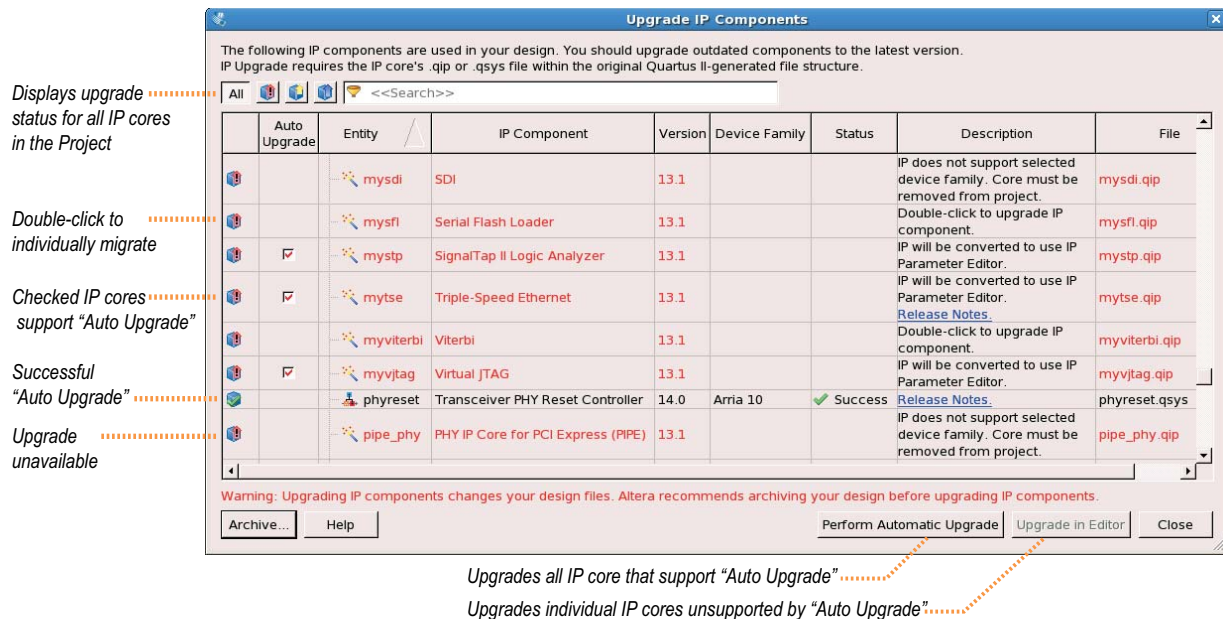 Upgrade IP Components
The following IP components are used in your design. You should upgrade outdated components to the latest version.
IP Upgrade requires the IP core's .qip or .qsys file within the original Quartus II-generated file structure.
Displays upgrade
status for all IP cores
in the Project
All
<<Search>>
Auto
Upgrade
Entity
IP Component
Version
Device Family
Status
Description
File
mysdi
SDI
13.1
IP does not support selected
device family. Core must be
removed from project.
mysdi.qip
Double-click to
individually migrate
mysfl
Serial Flash Loader
13.1
Double-click to upgrade IP
component.
mysfl.qip
mystp
SignalTap II Logic Analyzer
13.1
IP will be converted to use IP
Parameter Editor.
mystp.qip
Checked IP cores
support “Auto Upgrade”
mytse
Triple-Speed Ethernet
13.1
IP will be converted to use IP
Parameter Editor.
Release Notes.
mytse.qip
myviterbi
Viterbi
13.1
Double-click to upgrade IP
component.
myviterbi.qip
Successful
“Auto Upgrade”
myvjtag
Virtual JTAG
13.1
IP will be converted to use IP
Parameter Editor.
myvjtag.qip
phyreset
Transceiver PHY Reset Controller
14.0
Arria 10
Success
Release Notes.
phyreset.qsys
Upgrade
unavailable
pipe_phy
PHY IP Core for PCI Express (PIPE)
13.1
IP does not support selected
device family. Core must be
removed from project.
pipe_phy.qip
Warning: Upgrading IP components changes your design files. Altera recommends archiving your design before upgrading IP components.
Archive...
Help
Perform Automatic Upgrade
Upgrade in Editor
Close
Upgrades all IP core that support “Auto Upgrade”
Upgrades individual IP cores unsupported by “Auto Upgrade”